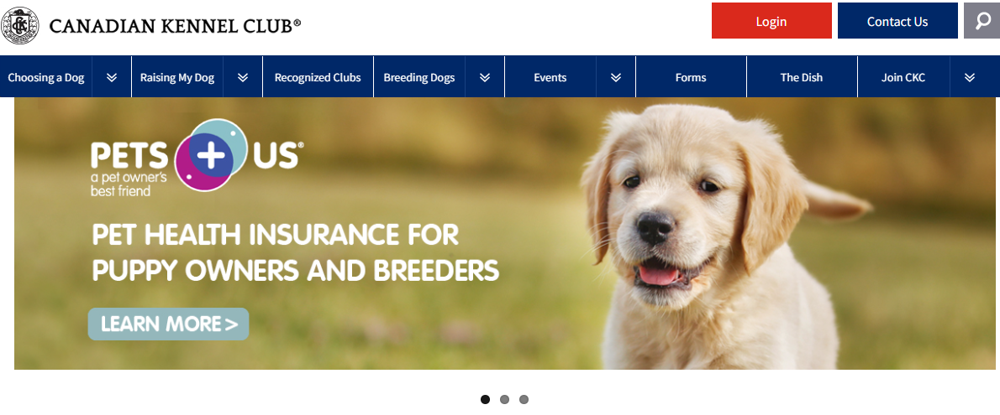 CANADIAN KENNEL CLUB®
Login
Contact Us
Choosing a Dog
Raising My Dog
Recognized Clubs
Breeding Dogs
Events
Forms
The Dish
Join CKC
PETS + US®
a pet owner's
best friend
PET HEALTH INSURANCE FOR
PUPPY OWNERS AND BREEDERS
LEARN MORE >